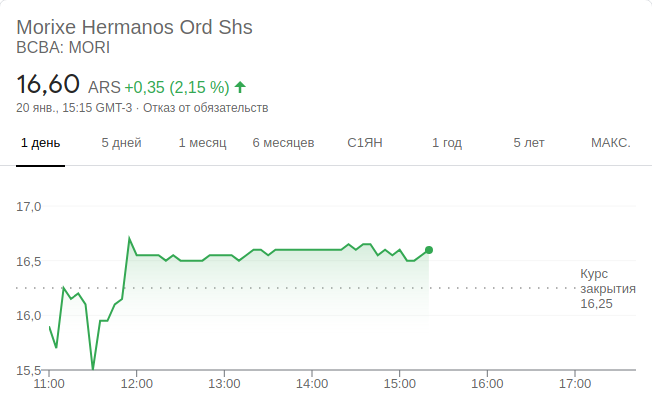 Morixe Hermanos Ord Shs
BCBA: MORI
16,60 ARS +0,35 (2,15 %)
20 янв., 15:15 GMT-3 · Отказ от обязательств
1 день 5 дней 1 месяц 6 месяцев С1ЯН 1 год 5 лет МАКС.
17,0
16,5
Курс
закрытия
16,25
16,0
15,5
11:00 12:00 13:00 14:00 15:00 16:00 17:00